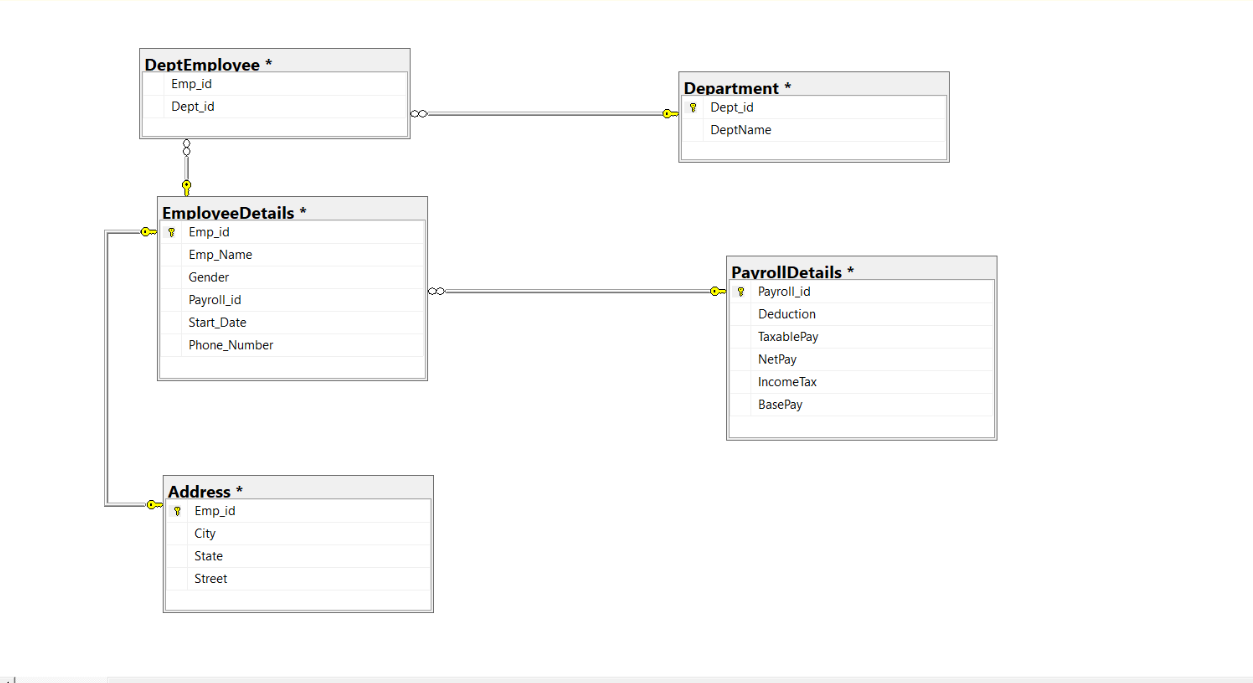 DeptEmployee *
Emp_id
Dept_id
Department *
Dept_id
DeptName
EmployeeDetails *
Emp_id
Emp_Name
Gender
Payroll_id
Start_Date
Phone_Number
PayrollDetails *
Payroll_id
Deduction
TaxablePay
NetPay
IncomeTax
BasePay
Address *
Emp_id
City
State
Street